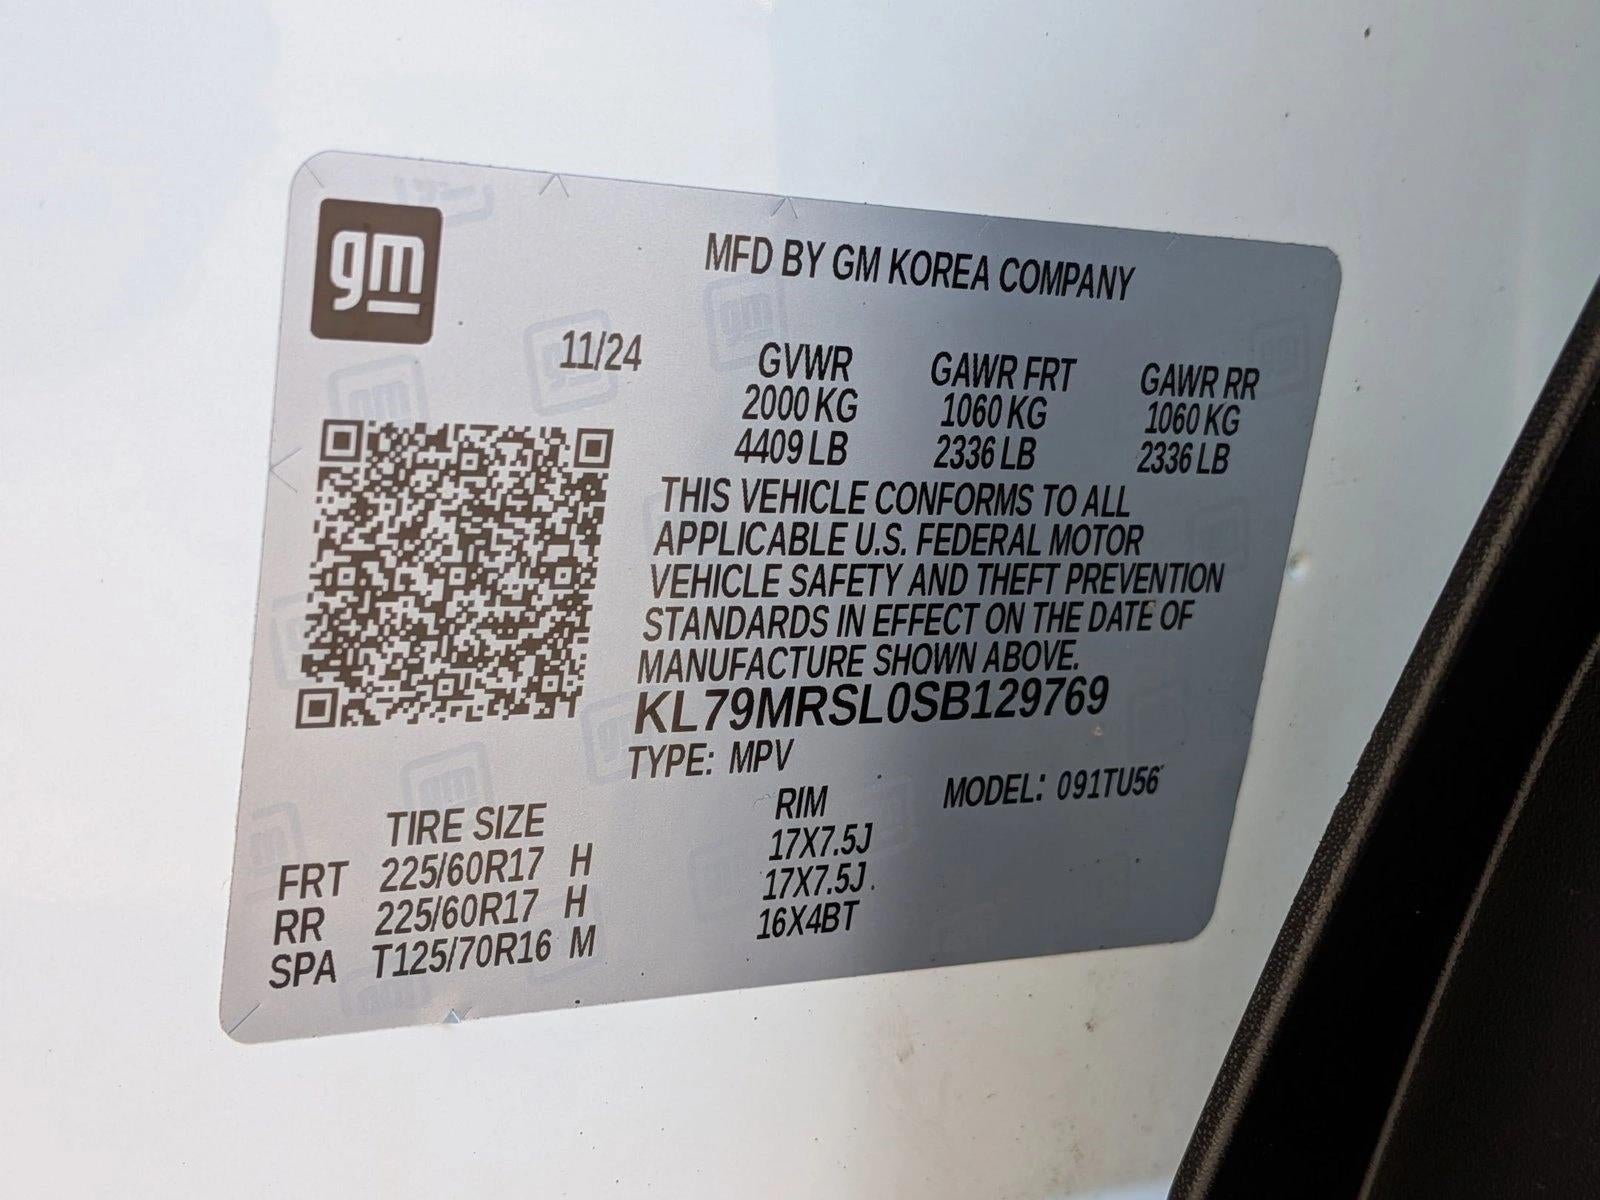 gm
MFD BY GM KOREA COMPANY
11/24
GVWR GAWR FRT GAWR RR
2000 KG 1060 KG 1060 KG
4409 LB 2336 LB 2336 LB
THIS VEHICLE CONFORMS TO ALL
APPLICABLE U.S. FEDERAL MOTOR
VEHICLE SAFETY AND THEFT PREVENTION
STANDARDS IN EFFECT ON THE DATE OF
MANUFACTURE SHOWN ABOVE.
KL79MRSL0SB129769
TYPE: MPV
MODEL: 091TU56
TIRE SIZE RIM
FRT 225/60R17 H 17X7.5J
RR 225/60R17 H 17X7.5J
SPA T125/70R16 M 16X4BT